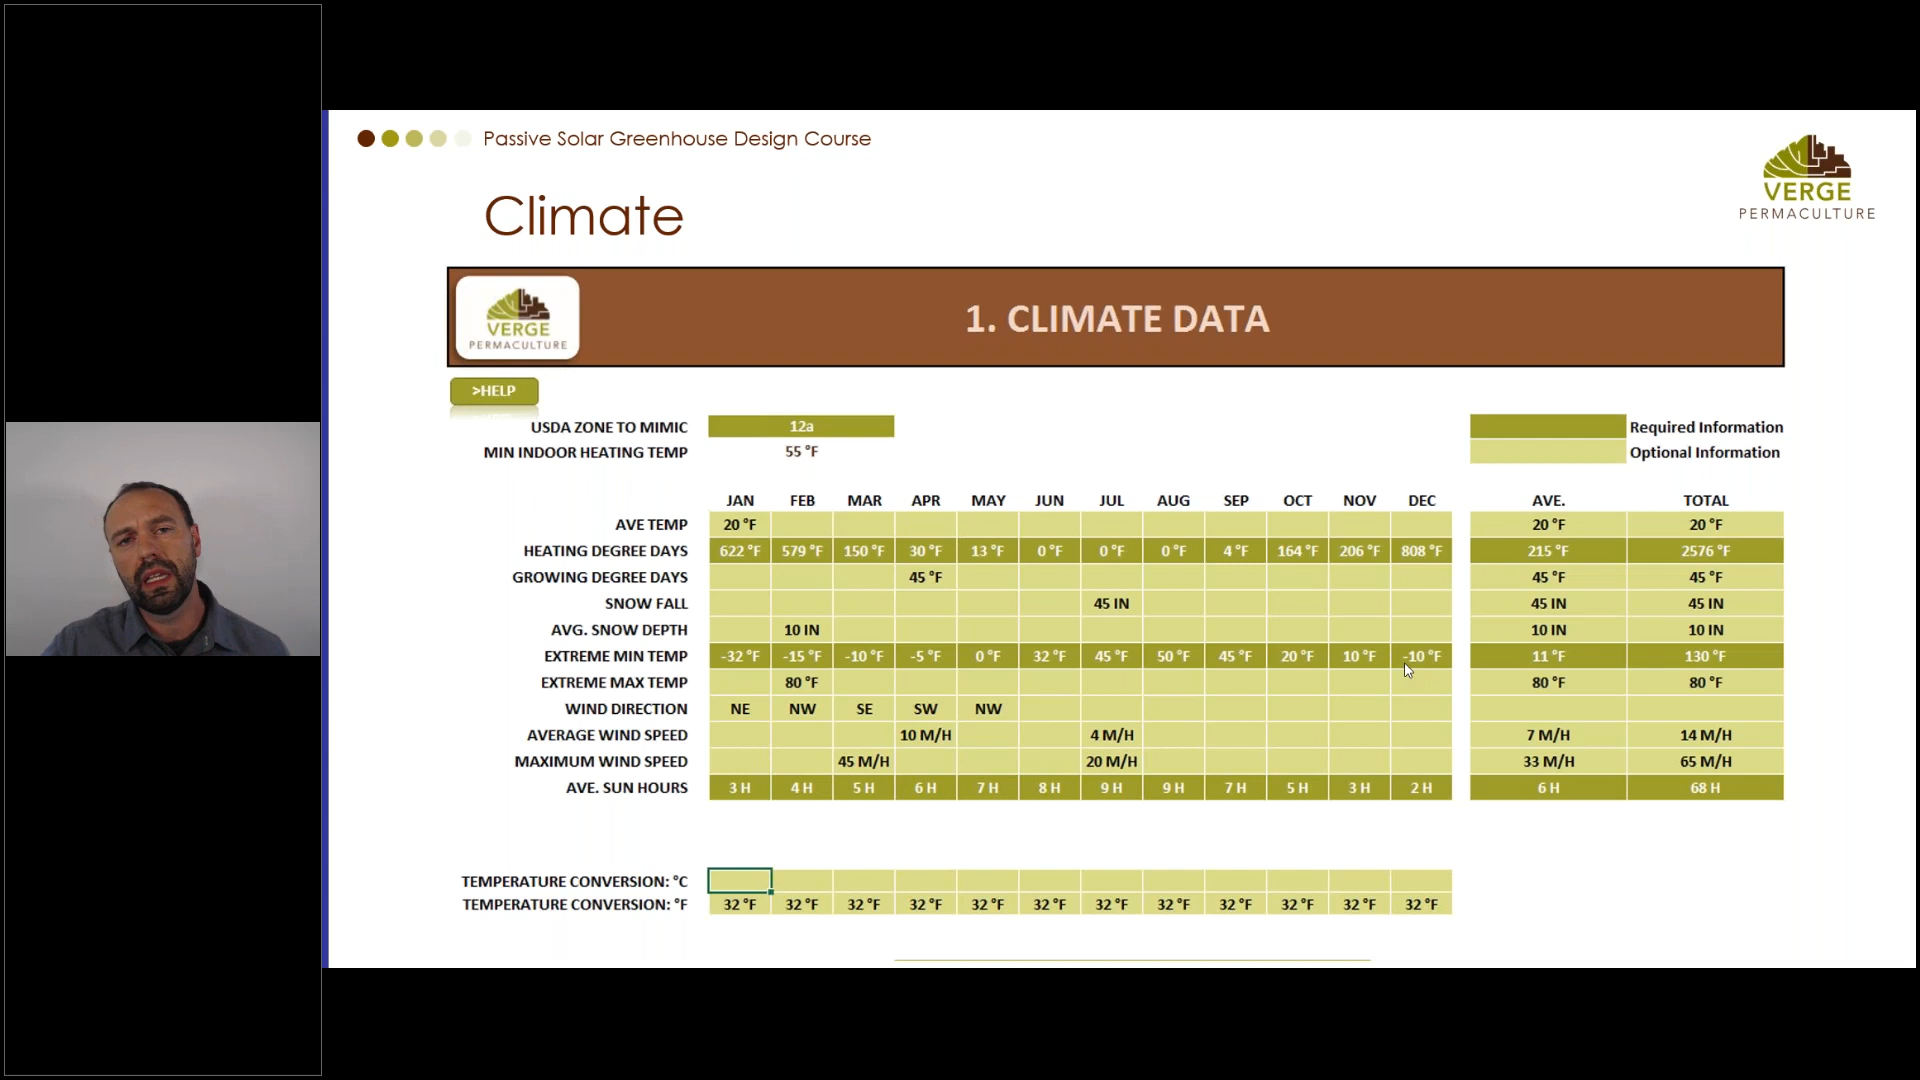 Passive Solar Greenhouse Design Course
VERGE
PERMACULTURE
Climate
VERGE
PERMACULTURE
1. CLIMATE DATA
>HELP
USDA ZONE TO MIMIC 12a Required Information
MIN INDOOR HEATING TEMP 55 °F Optional Information
JAN FEB MAR APR MAY JUN JUL AUG SEP OCT NOV DEC AVE. TOTAL
AVE TEMP 20 °F 20 °F 20 °F
HEATING DEGREE DAYS 622 °F 579 °F 150 °F 30 °F 13 °F 0 °F 0 °F 0 °F 4 °F 164 °F 206 °F 808 °F 215 °F 2576 °F
GROWING DEGREE DAYS 45 °F 45 °F 45 °F
SNOW FALL 45 IN 45 IN 45 IN
AVG. SNOW DEPTH 10 IN 10 IN 10 IN
EXTREME MIN TEMP -32 °F -15 °F -10 °F -5 °F 0 °F 32 °F 45 °F 50 °F 45 °F 20 °F 10 °F -10 °F 11 °F 130 °F
EXTREME MAX TEMP 80 °F 80 °F 80 °F
WIND DIRECTION NE NW SE SW NW
AVERAGE WIND SPEED 10 M/H 4 M/H 7 M/H 14 M/H
MAXIMUM WIND SPEED 45 M/H 20 M/H 33 M/H 65 M/H
AVE. SUN HOURS 3 H 4 H 5 H 6 H 7 H 8 H 9 H 9 H 7 H 5 H 3 H 2 H 6 H 68 H
TEMPERATURE CONVERSION: °C
TEMPERATURE CONVERSION: °F 32 °F 32 °F 32 °F 32 °F 32 °F 32 °F 32 °F 32 °F 32 °F 32 °F 32 °F 32 °F